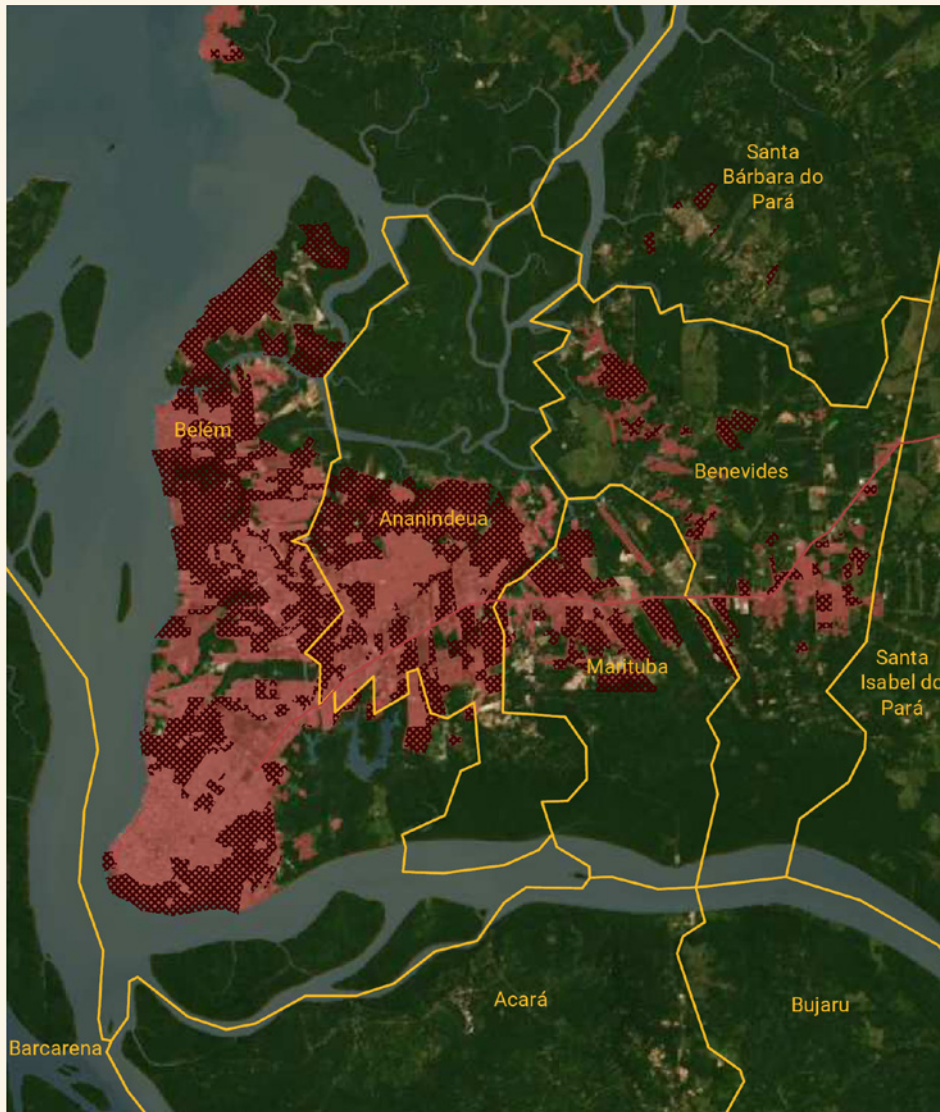 Santa
Bárbara do
Pará
Belém
Benevides
Ananindeua
Marituba
Santa
Isabel do
Pará
Acará
Bujaru
Barcarena